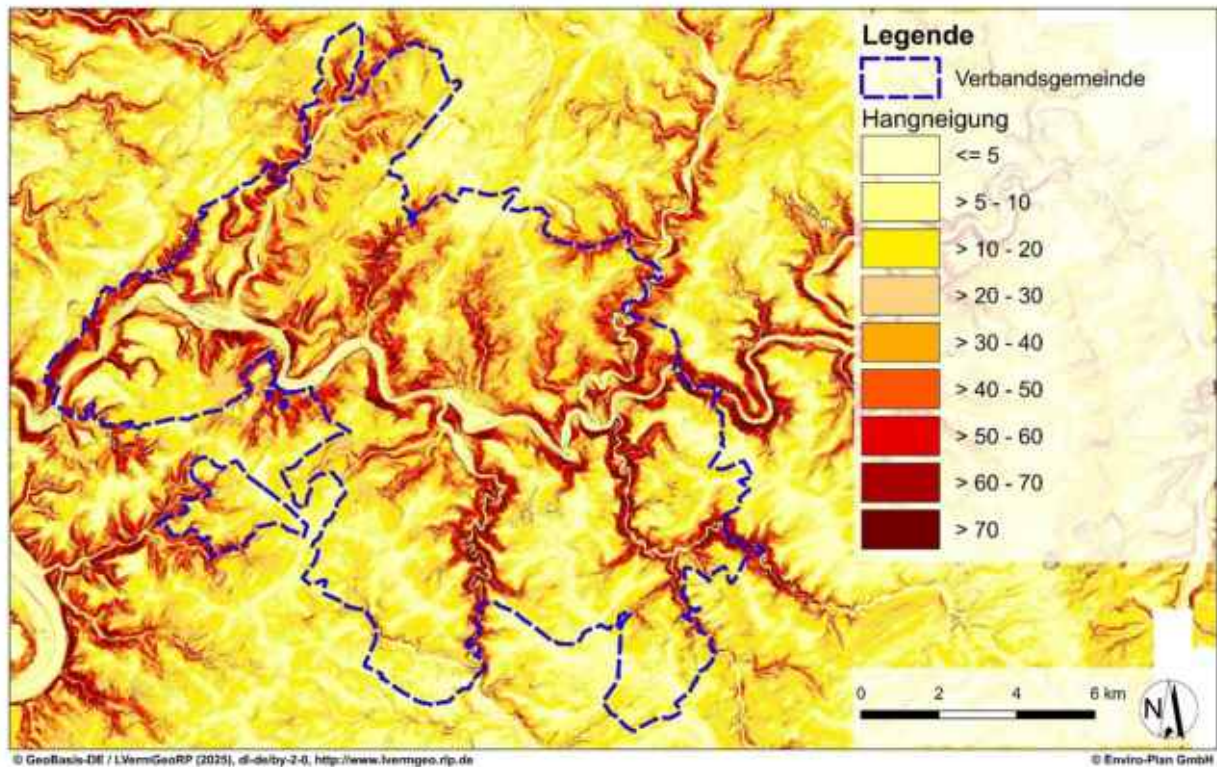 Legende
Verbandsgemeinde
Hangneigung
<= 5
> 5 - 10
> 10 - 20
> 20 - 30
> 30 - 40
> 40 - 50
> 50 - 60
> 60 - 70
> 70
0 2 4 6 km
N
© GeoBasis-DE / LVermGeoRP (2025), dl-de/by-2-0, http://www.lvermgeo.rlp.de
© Enviro-Plan GmbH